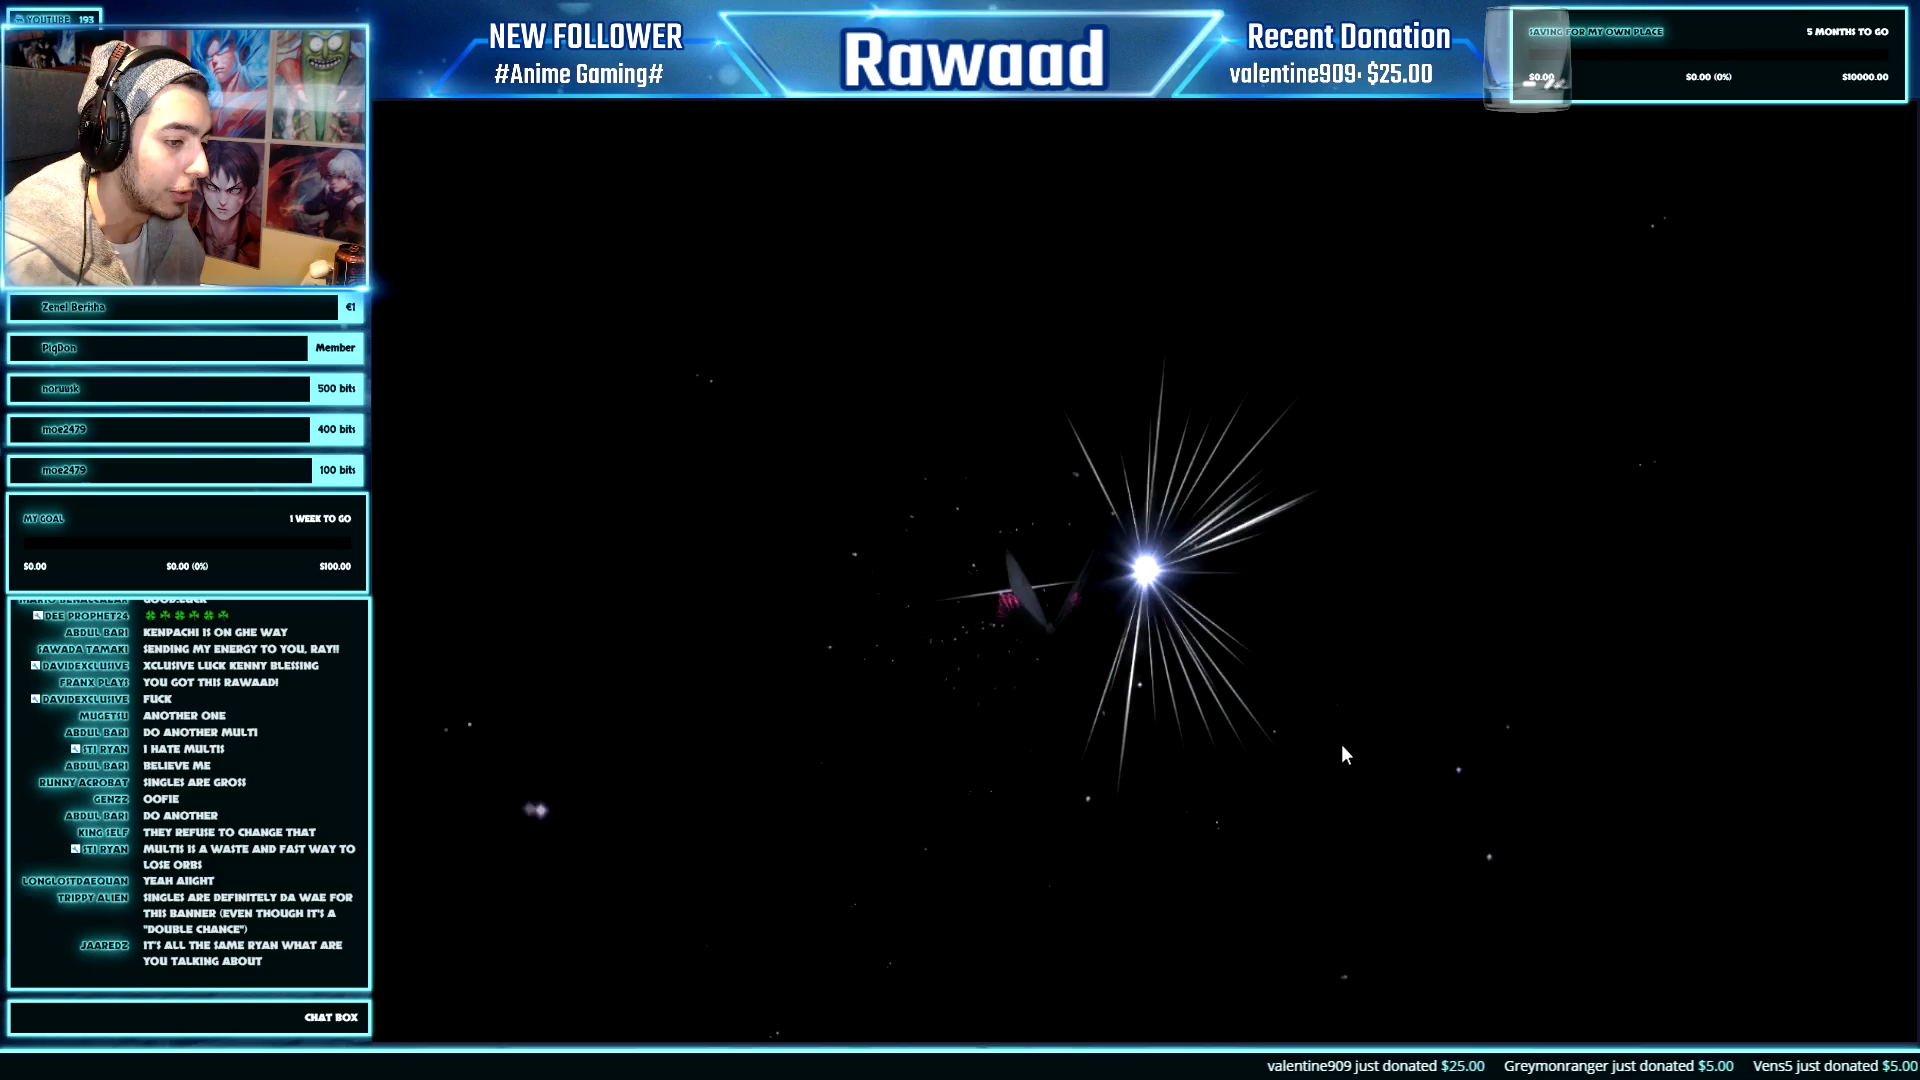 YOUTUBE 193
NEW FOLLOWER
#Anime Gaming#
Rawaad
Recent Donation
valentine909: $25.00
SAVING FOR MY OWN PLACE 5 MONTHS TO GO
$0.00 $0.00 (0%) $10000.00
Zenel Berisha €1
PiqDon Member
noruusk 500 bits
moe2479 400 bits
moe2479 100 bits
MY GOAL 1 WEEK TO GO
$0.00 $0.00 (0%) $100.00
DEE PROPHET24 🍀☘🍀☘🍀☘
ABDUL BARI KENPACHI IS ON GHE WAY
SAWADA TAMAKI SENDING MY ENERGY TO YOU, RAY!!
DAVIDEXCLUSIVE XCLUSIVE LUCK KENNY BLESSING
FRANX PLAYS YOU GOT THIS RAWAAD!
DAVIDEXCLUSIVE FUCK
MUGETSU ANOTHER ONE
ABDUL BARI DO ANOTHER MULTI
STI RYAN I HATE MULTIS
ABDUL BARI BELIEVE ME
RUNNY ACROBAT SINGLES ARE GROSS
GENZZ OOFIE
ABDUL BARI DO ANOTHER
KING SELF THEY REFUSE TO CHANGE THAT
STI RYAN MULTIS IS A WASTE AND FAST WAY TO
LOSE ORBS
LONGLOSTDAEQUAN YEAH AIIGHT
TRIPPY ALIEN SINGLES ARE DEFINITELY DA WAE FOR
THIS BANNER (EVEN THOUGH IT'S A
"DOUBLE CHANCE")
JAAREDZ IT'S ALL THE SAME RYAN WHAT ARE
YOU TALKING ABOUT
CHAT BOX
valentine909 just donated $25.00 Greymonranger just donated $5.00 Vens5 just donated $5.00